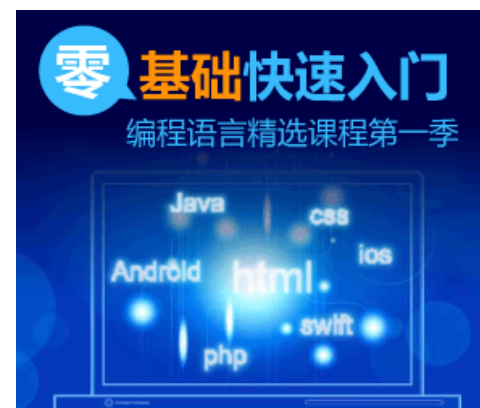 零基础快速入门
编程语言精选课程第一季
Java
css
ios
Android
html
swift
php